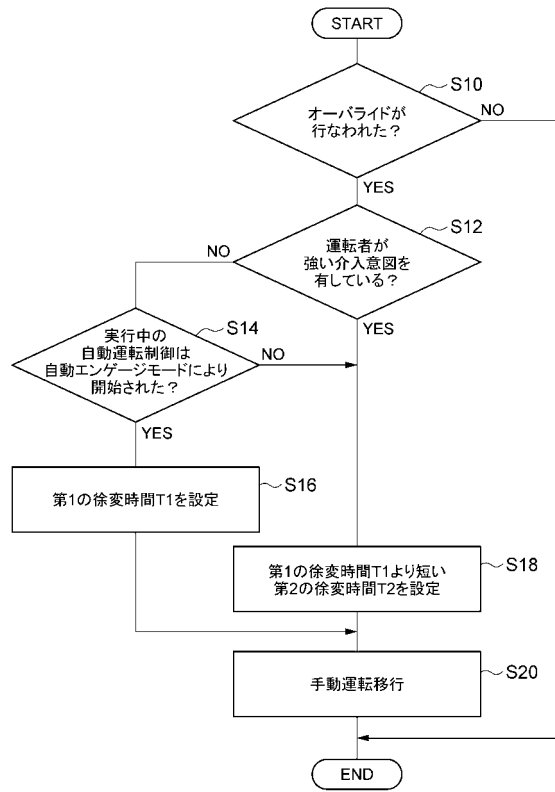 START
S10
オーバライドが
行なわれた?
NO
YES
S12
運転者が
強い介入意図を
有している?
NO
YES
S14
実行中の
自動運転制御は
自動エンゲージモードにより
開始された?
NO
YES
S16
第1の徐変時間T1を設定
S18
第1の徐変時間T1より短い
第2の徐変時間T2を設定
S20
手動運転移行
END